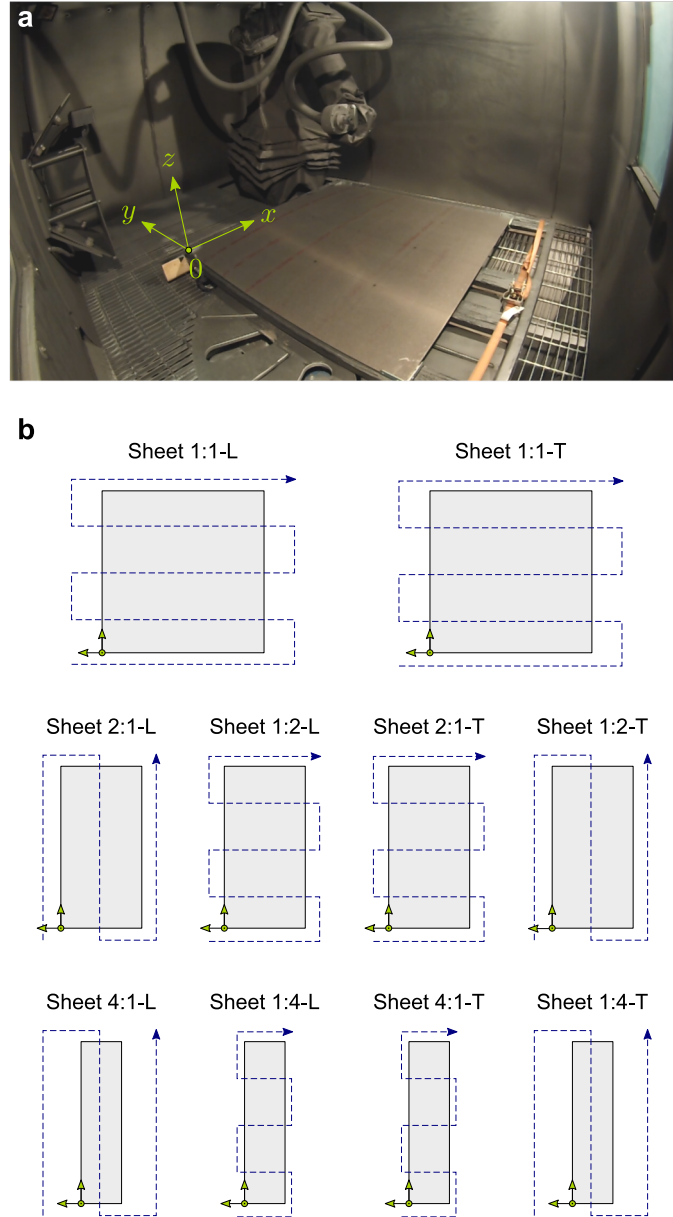 a
z
y
x
0
b
Sheet 1:1-L
Sheet 1:1-T
Sheet 2:1-L
Sheet 1:2-L
Sheet 2:1-T
Sheet 1:2-T
Sheet 4:1-L
Sheet 1:4-L
Sheet 4:1-T
Sheet 1:4-T